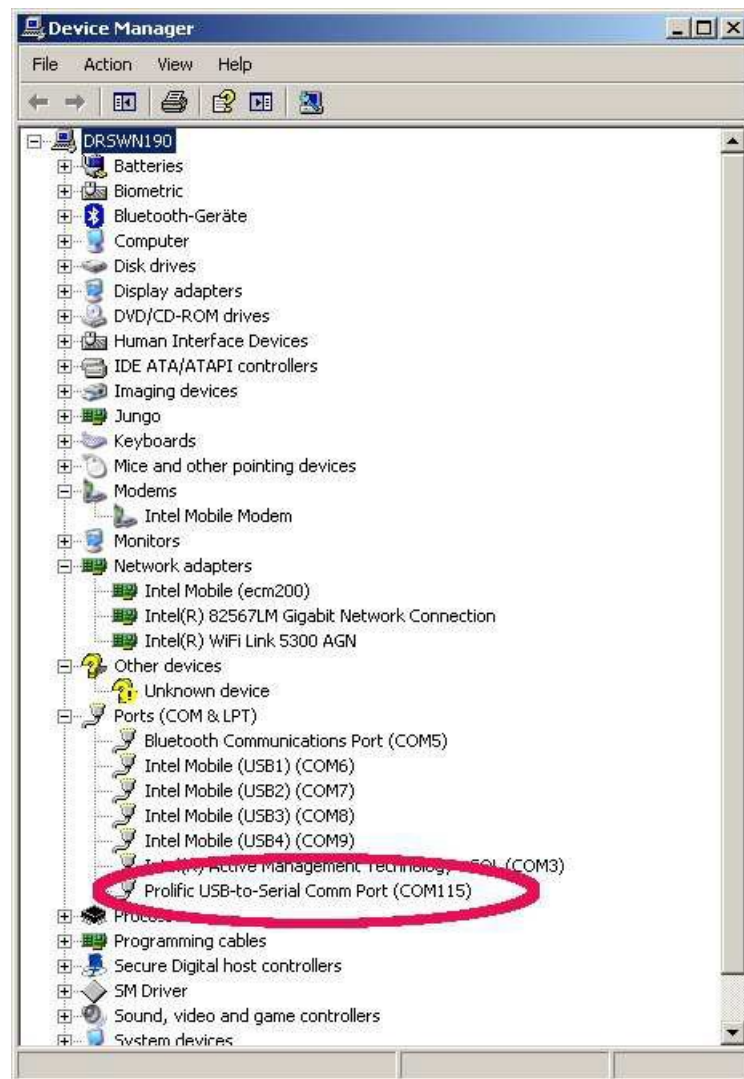 Device Manager
File Action View Help
DRSWN190
Batteries
Biometric
Bluetooth-Geräte
Computer
Disk drives
Display adapters
DVD/CD-ROM drives
Human Interface Devices
IDE ATA/ATAPI controllers
Imaging devices
Jungo
Keyboards
Mice and other pointing devices
Modems
Intel Mobile Modem
Monitors
Network adapters
Intel Mobile (ecm200)
Intel(R) 82567LM Gigabit Network Connection
Intel(R) WiFi Link 5300 AGN
Other devices
Unknown device
Ports (COM & LPT)
Bluetooth Communications Port (COM5)
Intel Mobile (USB1) (COM6)
Intel Mobile (USB2) (COM7)
Intel Mobile (USB3) (COM8)
Intel Mobile (USB4) (COM9)
Intel(R) Active Management Technology (COM3)
Prolific USB-to-Serial Comm Port (COM115)
Programming cables
Secure Digital host controllers
SM Driver
Sound, video and game controllers
System devices